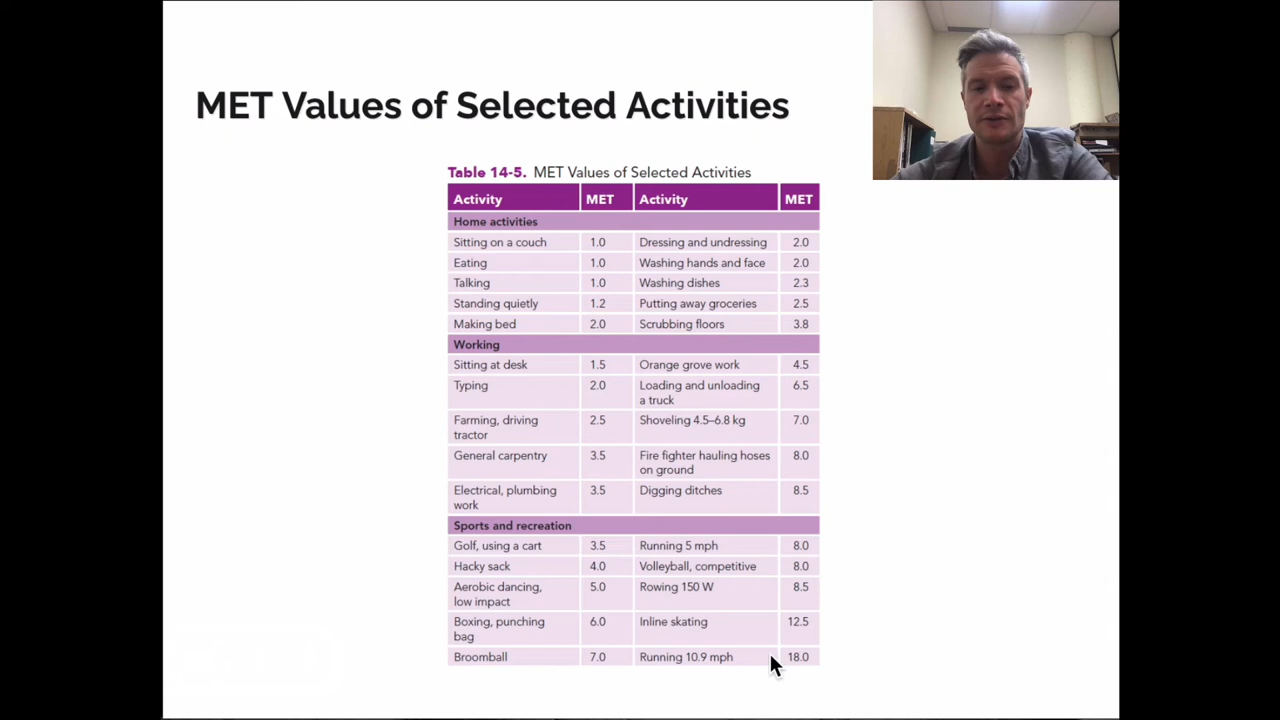 MET Values of Selected Activities
Table 14-5. MET Values of Selected Activities
Activity MET Activity MET
Home activities
Sitting on a couch 1.0 Dressing and undressing 2.0
Eating 1.0 Washing hands and face 2.0
Talking 1.0 Washing dishes 2.3
Standing quietly 1.2 Putting away groceries 2.5
Making bed 2.0 Scrubbing floors 3.8
Working
Sitting at desk 1.5 Orange grove work 4.5
Typing 2.0 Loading and unloading 6.5
a truck
Farming, driving 2.5 Shoveling 4.5–6.8 kg 7.0
tractor
General carpentry 3.5 Fire fighter hauling hoses 8.0
on ground
Electrical, plumbing 3.5 Digging ditches 8.5
work
Sports and recreation
Golf, using a cart 3.5 Running 5 mph 8.0
Hacky sack 4.0 Volleyball, competitive 8.0
Aerobic dancing, 5.0 Rowing 150 W 8.5
low impact
Boxing, punching 6.0 Inline skating 12.5
bag
Broomball 7.0 Running 10.9 mph 18.0